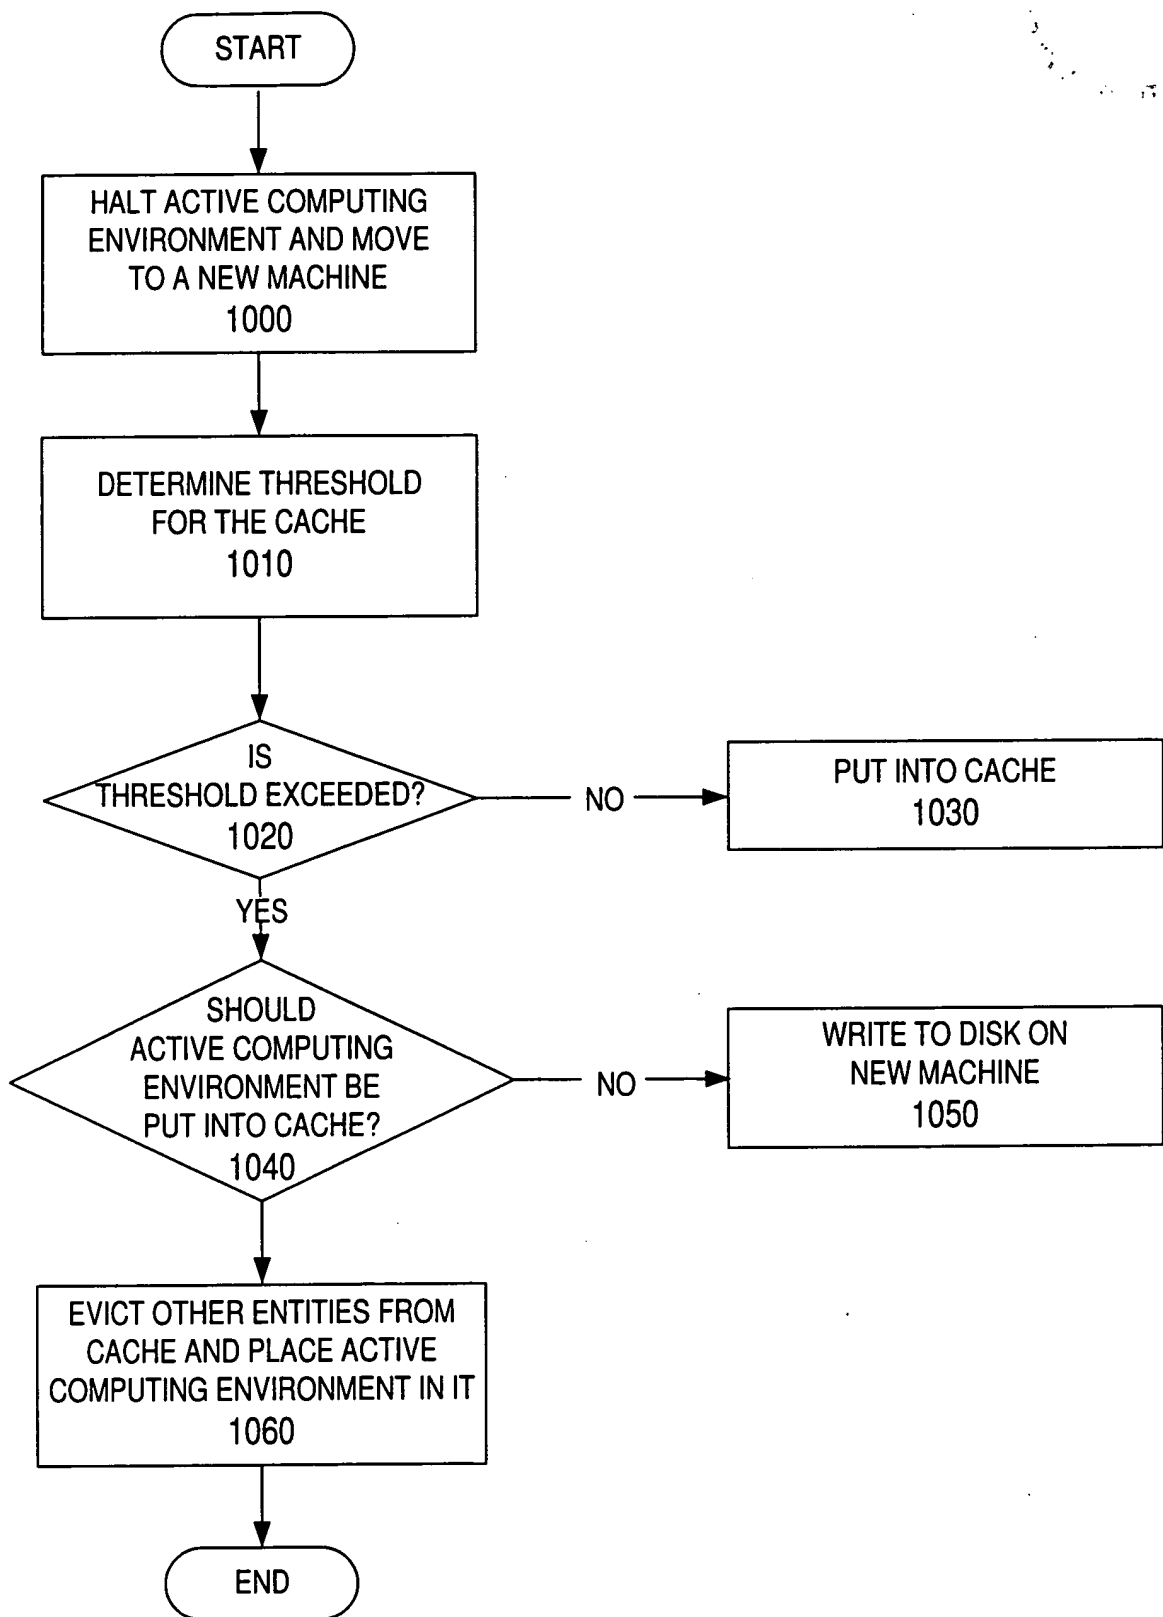 START
HALT ACTIVE COMPUTING
ENVIRONMENT AND MOVE
TO A NEW MACHINE
1000
DETERMINE THRESHOLD
FOR THE CACHE
1010
IS
THRESHOLD EXCEEDED?
1020
NO
PUT INTO CACHE
1030
YES
SHOULD
ACTIVE COMPUTING
ENVIRONMENT BE
PUT INTO CACHE?
1040
NO
WRITE TO DISK ON
NEW MACHINE
1050
EVICT OTHER ENTITIES FROM
CACHE AND PLACE ACTIVE
COMPUTING ENVIRONMENT IN IT
1060
END